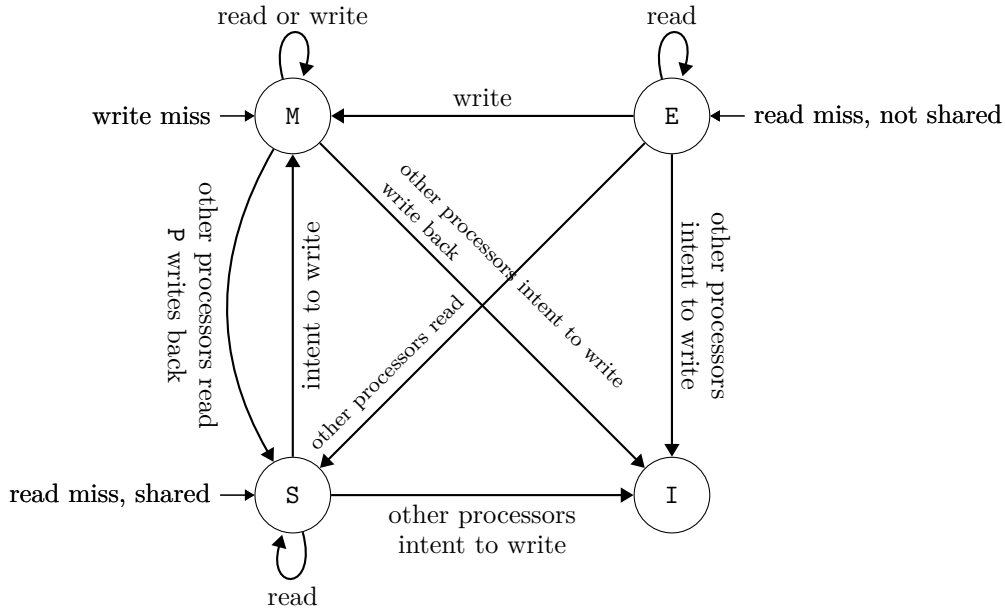 read or write
read
write miss
M
write
E
read miss, not shared
other processors read
P writes back
intent to write
other processors intent to write
write back
other processors read
other processors
intent to write
read miss, shared
S
other processors
intent to write
I
read